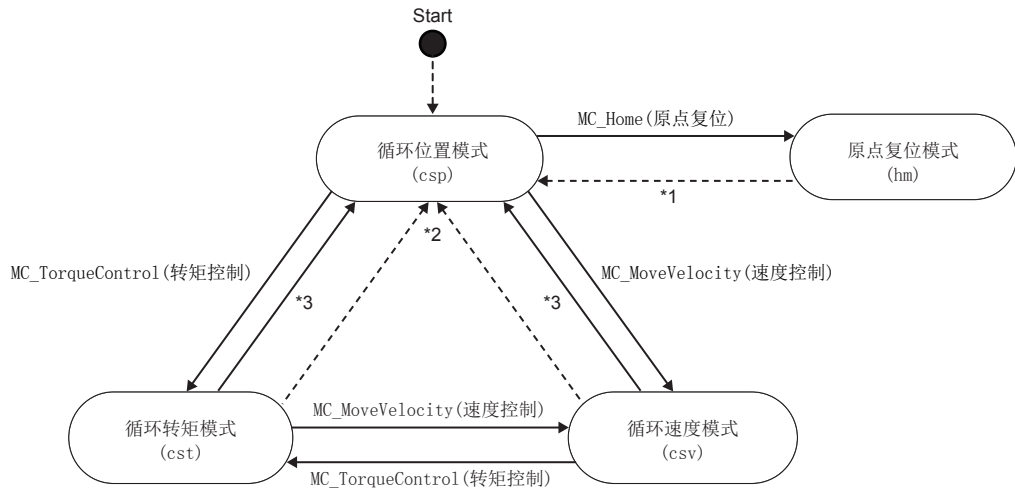 Start
MC_Home(原点复位)
循环位置模式
(csp)
原点复位模式
(hm)
*1
*2
MC_TorqueControl(转矩控制)
MC_MoveVelocity(速度控制)
*3
*3
MC_MoveVelocity(速度控制)
循环转矩模式
(cst)
循环速度模式
(csv)
MC_TorqueControl(转矩控制)